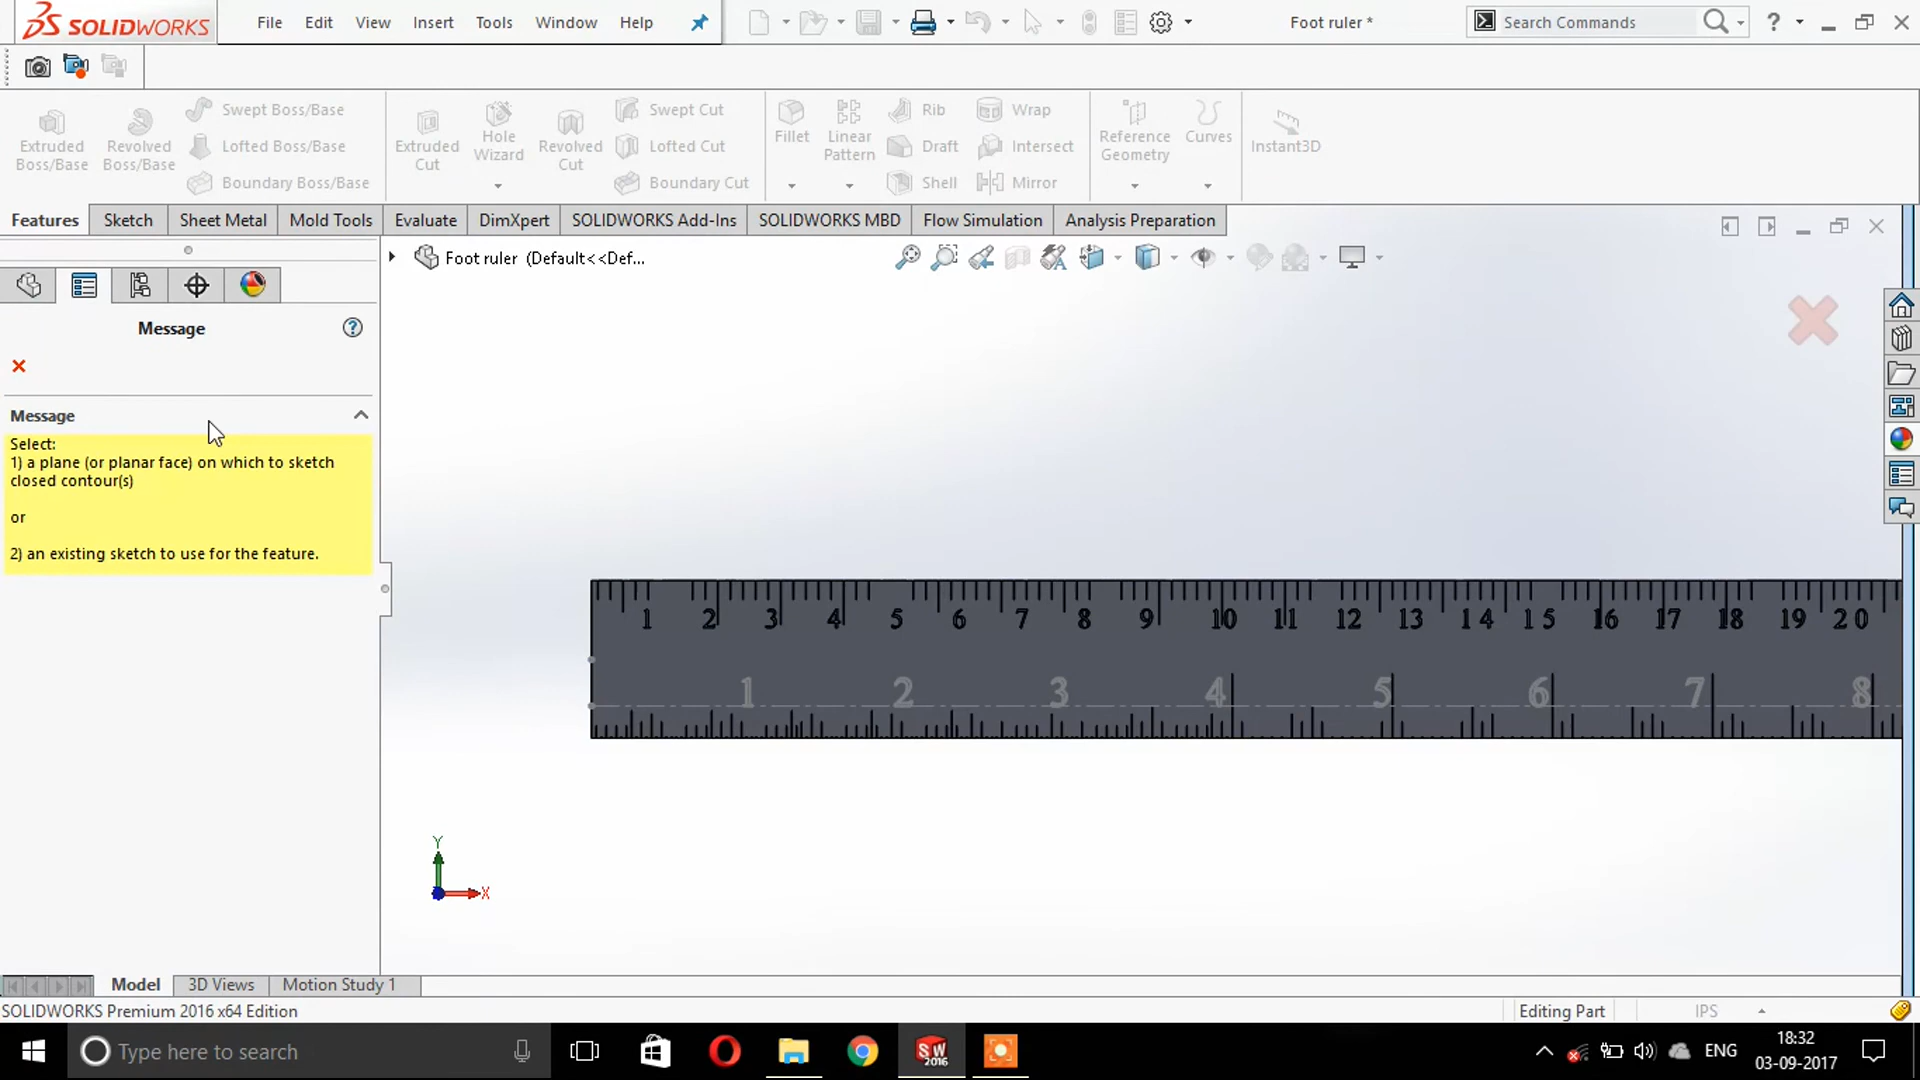 SOLIDWORKS File Edit View Insert Tools Window Help Foot ruler * Search Commands ?
Extruded Boss/Base
Revolved Boss/Base
Swept Boss/Base
Lofted Boss/Base
Boundary Boss/Base
Extruded Cut
Hole Wizard
Revolved Cut
Swept Cut
Lofted Cut
Boundary Cut
Fillet
Linear Pattern
Rib
Draft
Shell
Wrap
Intersect
Mirror
Reference Geometry
Curves
Instant3D
Features Sketch Sheet Metal Mold Tools Evaluate DimXpert SOLIDWORKS Add-Ins SOLIDWORKS MBD Flow Simulation Analysis Preparation
Foot ruler (Default<<Def...
Message
Message
Select:
1) a plane (or planar face) on which to sketch
closed contour(s)
or
2) an existing sketch to use for the feature.
1 2 3 4 5 6 7 8 9 10 11 12 13 14 15 16 17 18 19 20
1 2 3 4 5 6 7 8
Y
X
Model 3D Views Motion Study 1
SOLIDWORKS Premium 2016 x64 Edition Editing Part IPS
Type here to search SW 2016 ENG 18:32
03-09-2017